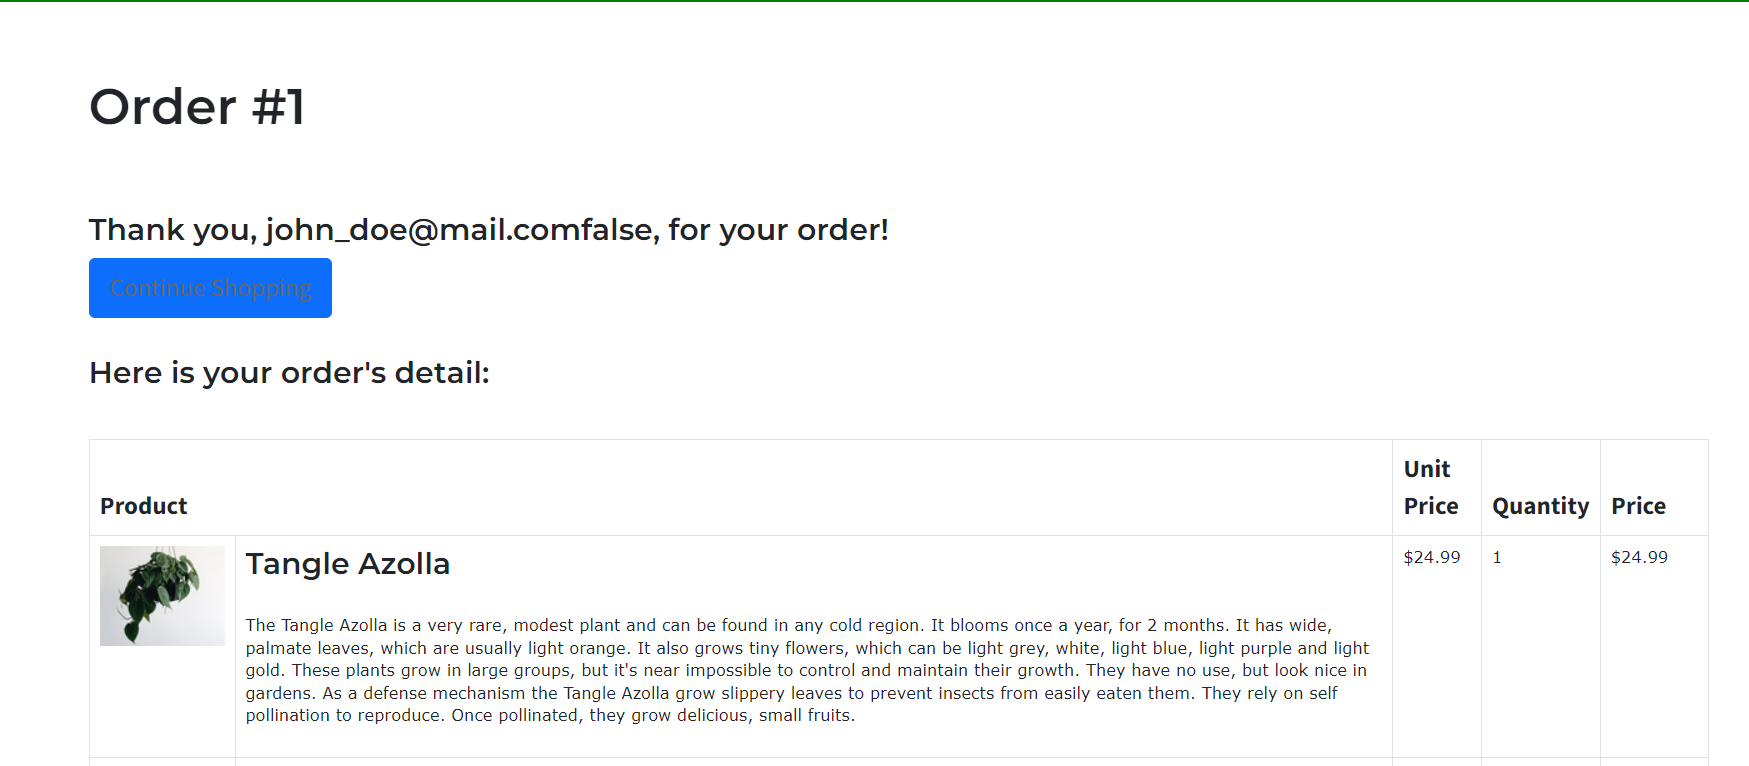 Order #1
Thank you, john_doe@mail.comfalse, for your order!
Continue Shopping
Here is your order's detail:
Product
Unit
Price
Quantity
Price
Tangle Azolla
$24.99
1
$24.99
The Tangle Azolla is a very rare, modest plant and can be found in any cold region. It blooms once a year, for 2 months. It has wide,
palmate leaves, which are usually light orange. It also grows tiny flowers, which can be light grey, white, light blue, light purple and light
gold. These plants grow in large groups, but it's near impossible to control and maintain their growth. They have no use, but look nice in
gardens. As a defense mechanism the Tangle Azolla grow slippery leaves to prevent insects from easily eaten them. They rely on self
pollination to reproduce. Once pollinated, they grow delicious, small fruits.